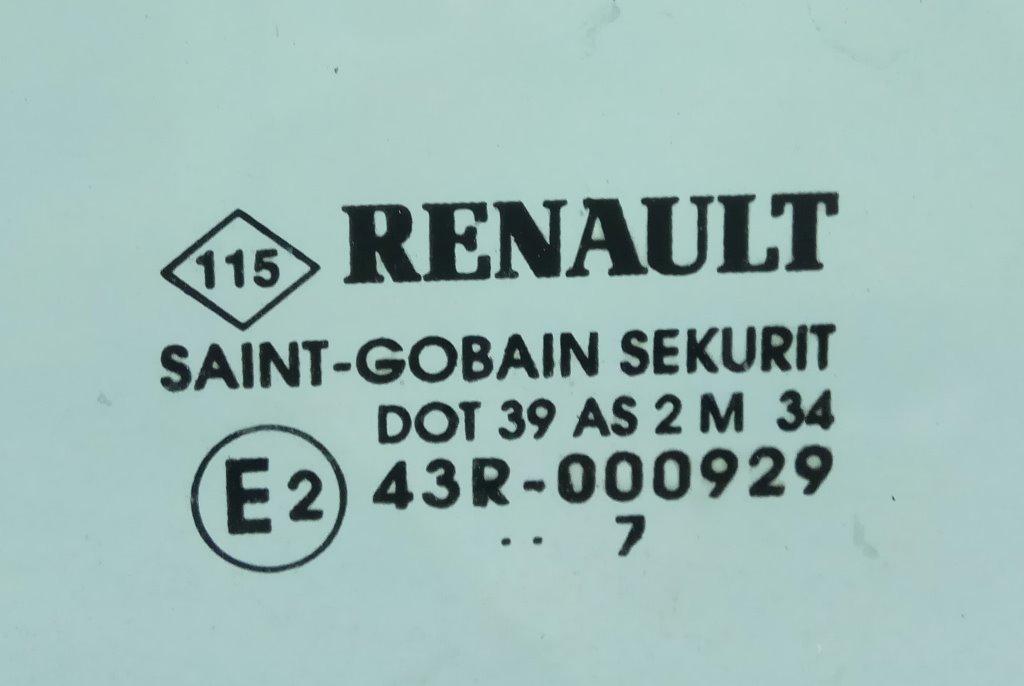 115 RENAULT
SAINT-GOBAIN SEKURIT
DOT 39 AS 2 M 34
E2 43R-000929
.. 7